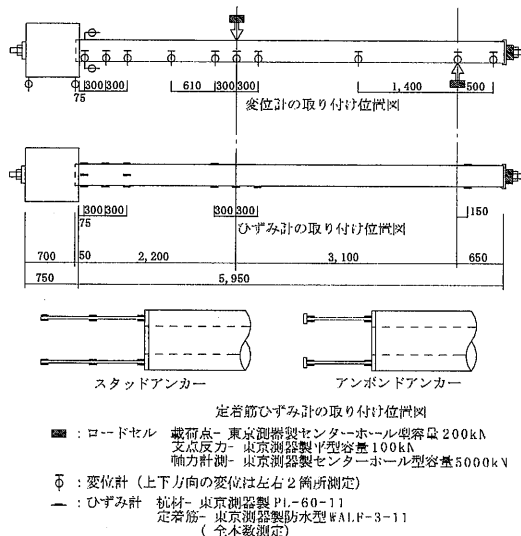 75
300 300
610
300 300
1,400
500
変位計の取り付け位置図
300 300
75
300 300
150
ひずみ計の取り付け位置図
700
50
2,200
3,100
650
750
5,950
スタッドアンカー
アンボンドアンカー
定着筋ひずみ計の取り付け位置図
：ロードセル 載荷点- 東京測器製センターホール型容量200kN
支点反力- 東京測器製平型容量100kN
軸力計測- 東京測器製センターホール型容量5000kN
：変位計（上下方向の変位は左右２箇所測定）
：ひずみ計 杭材- 東京測器製PL-60-11
定着筋- 東京測器製防水型WALF-3-11
（全本数測定）